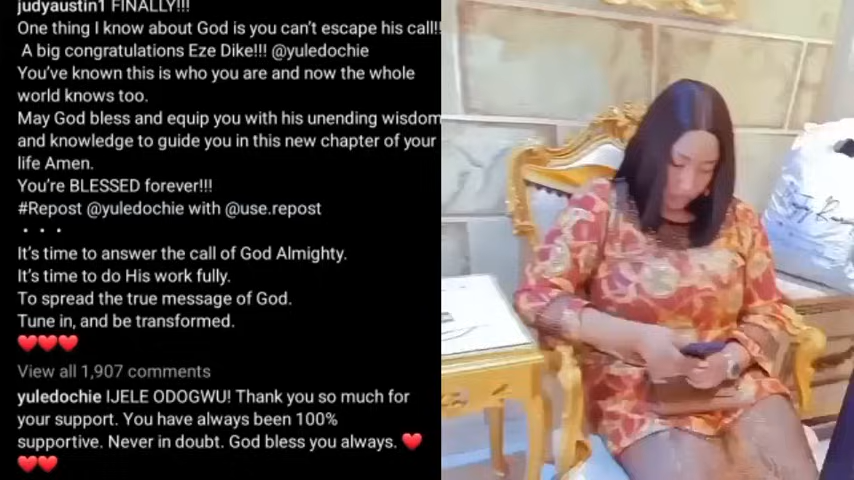 judyaustin1 FINALLY!!!
One thing I know about God is you can't escape his call!!
A big congratulations Eze Dike!!! @yuledochie
You've known this is who you are and now the whole
world knows too.
May God bless and equip you with his unending wisdom
and knowledge to guide you in this new chapter of your
life Amen.
You're BLESSED forever!!!
#Repost @yuledochie with @use.repost
• • •
It's time to answer the call of God Almighty.
It's time to do His work fully.
To spread the true message of God.
Tune in, and be transformed.
❤️❤️❤️
View all 1,907 comments
yuledochie IJELE ODOGWU! Thank you so much for
your support. You have always been 100%
supportive. Never in doubt. God bless you always. ❤️
❤️❤️